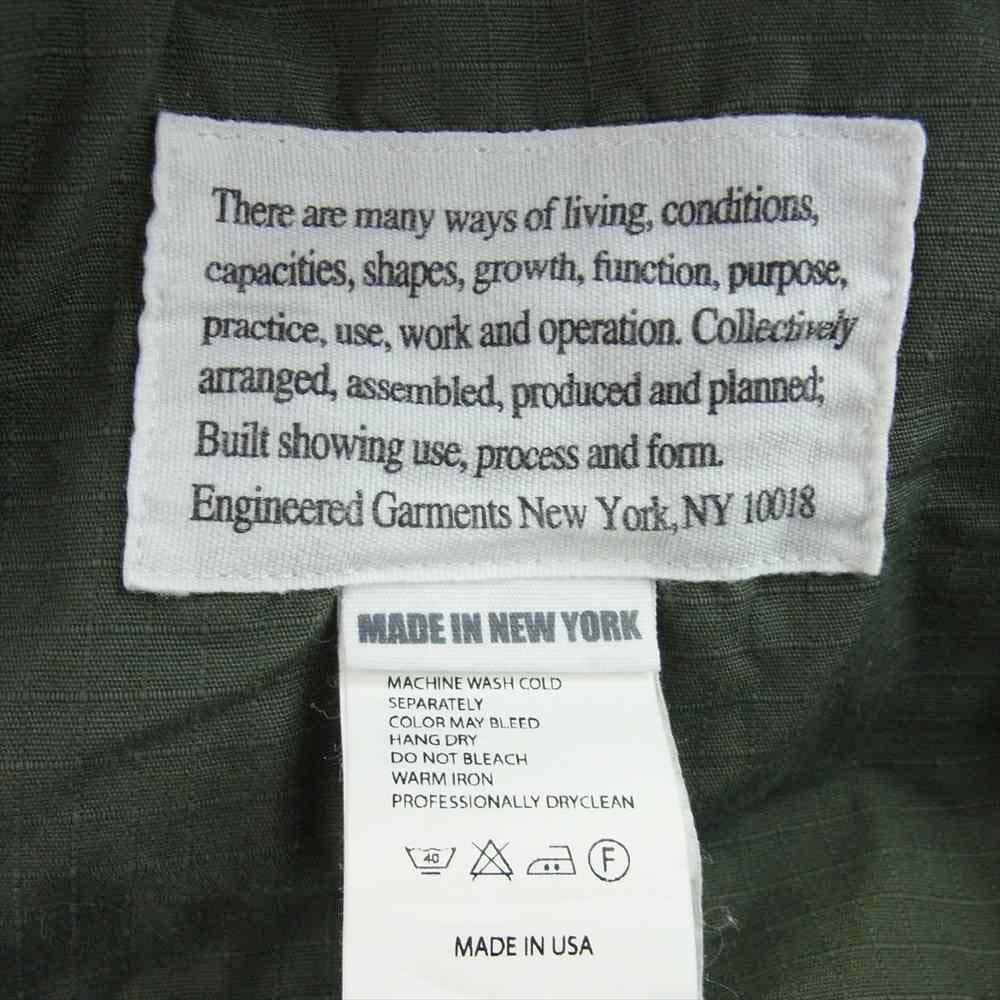 There are many ways of living, conditions,
capacities, shapes, growth, function, purpose,
practice, use, work and operation. Collectively
arranged, assembled, produced and planned;
Built showing use, process and form.
Engineered Garments New York, NY 10018
MADE IN NEW YORK
MACHINE WASH COLD
SEPARATELY
COLOR MAY BLEED
HANG DRY
DO NOT BLEACH
WARM IRON
PROFESSIONALLY DRYCLEAN
40 F
MADE IN USA